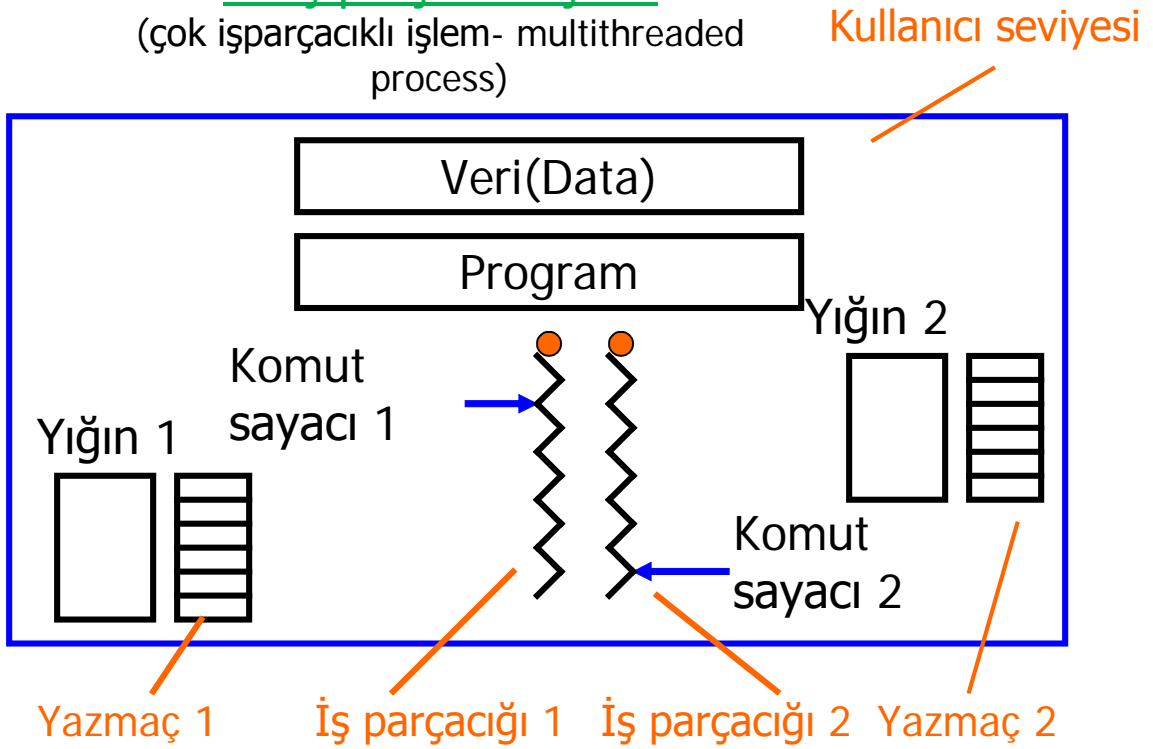 (çok işparçacıklı işlem- multithreaded
process)
Kullanıcı seviyesi
Veri(Data)
Program
Yığın 2
Komut
sayacı 1
Yığın 1
Komut
sayacı 2
Yazmaç 1
İş parçacığı 1
İş parçacığı 2
Yazmaç 2